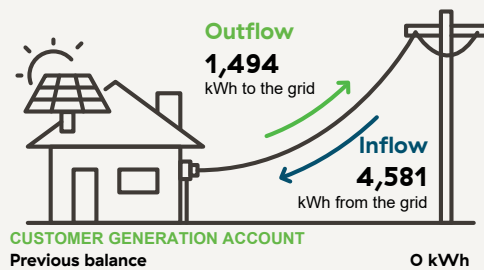 Outflow
1,494
kWh to the grid
Inflow
4,581
kWh from the grid
CUSTOMER GENERATION ACCOUNT
Previous balance 0 kWh